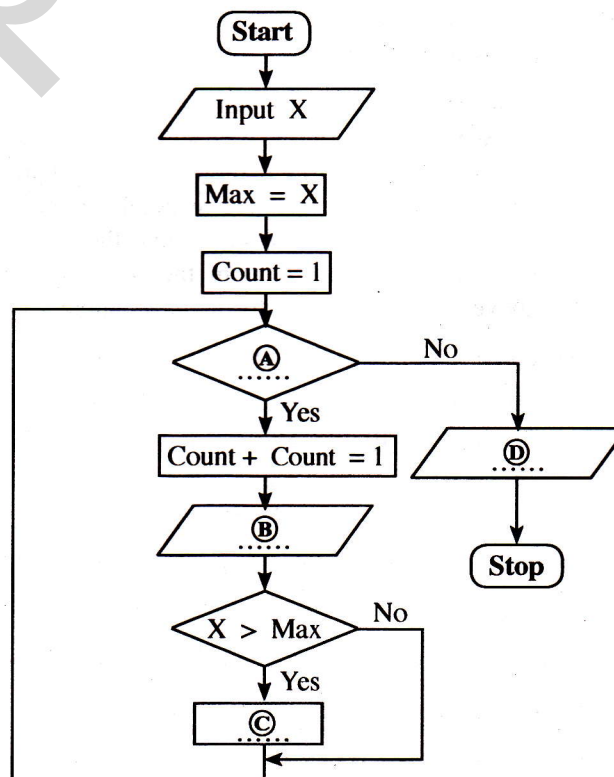 Start
Input X
Max = X
Count = 1
Ⓐ
......
No
Yes
Count + Count = 1
Ⓓ
......
Ⓑ
......
Stop
X > Max
No
Yes
Ⓒ
......